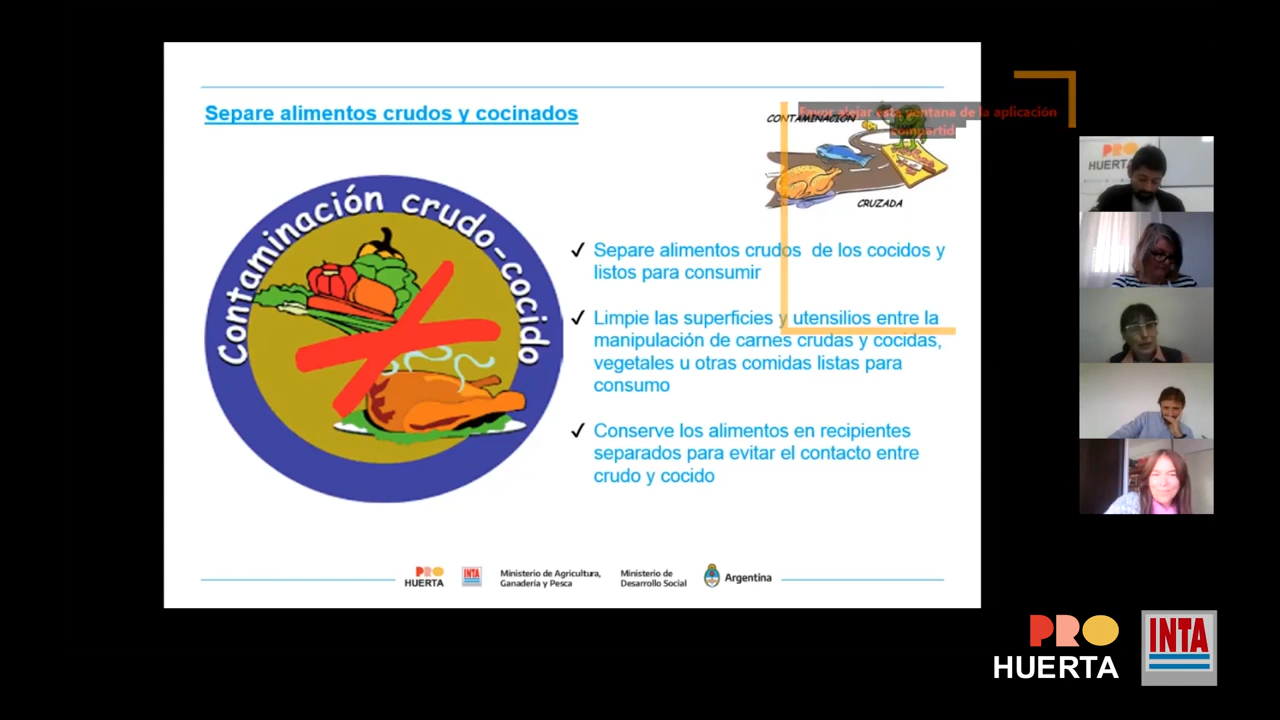 Separe alimentos crudos y cocinados
Favor alejar esta ventana de la aplicación
compartid
CONTAMINACIÓN
CRUZADA
Contaminación crudo-cocido
✓ Separe alimentos crudos de los cocidos y
listos para consumir
✓ Limpie las superficies y utensilios entre la
manipulación de carnes crudas y cocidas,
vegetales u otras comidas listas para
consumo
✓ Conserve los alimentos en recipientes
separados para evitar el contacto entre
crudo y cocido
PRO
HUERTA
INTA
Ministerio de Agricultura,
Ganadería y Pesca
Ministerio de
Desarrollo Social
Argentina
PRO
HUERTA
PRO
HUERTA
INTA